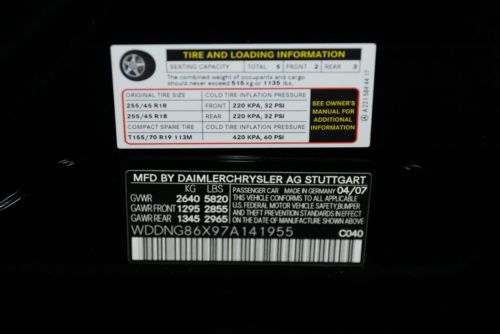 TIRE AND LOADING INFORMATION
SEATING CAPACITY TOTAL 5 FRONT 2 REAR 3
The combined weight of occupants and cargo
should never exceed 515 kg or 1135 lbs.
ORIGINAL TIRE SIZE COLD TIRE INFLATION PRESSURE
255/45 R18 FRONT 220 KPA, 32 PSI
255/45 R18 REAR 220 KPA, 32 PSI
COMPACT SPARE TIRE COLD TIRE INFLATION PRESSURE
T155/70 R19 113M 420 KPA, 60 PSI
SEE OWNER'S
MANUAL FOR
ADDITIONAL
INFORMATION
A 221 584 44 17
MFD BY DAIMLERCHRYSLER AG STUTTGART
KG LBS PASSENGER CAR MADE IN GERMANY 04/07
GVWR 2640 5820 THIS VEHICLE CONFORMS TO ALL APPLICABLE
GAWR FRONT 1295 2855 U.S. FEDERAL MOTOR VEHICLE SAFETY, BUMPER
GAWR REAR 1345 2965 AND THEFT PREVENTION STANDARDS IN EFFECT ON
THE DATE OF MANUFACTURE SHOWN ABOVE
WDDNG86X97A141955 C040